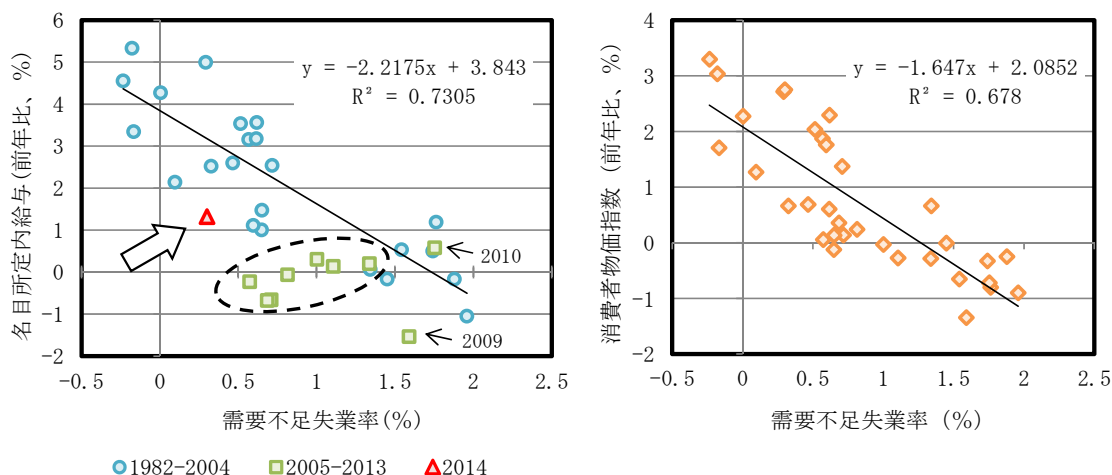 名目所定内給与(前年比、%)
6
5
4
3
2
1
0
-1
-2
y = -2.2175x + 3.843
R² = 0.7305
2010
2009
-0.5 0 0.5 1 1.5 2 2.5
需要不足失業率(%)
1982-2004 2005-2013 2014
消費者物価指数(前年比、%)
4
3
2
1
0
-1
-2
y = -1.647x + 2.0852
R² = 0.678
-0.5 0 0.5 1 1.5 2 2.5
需要不足失業率 (%)